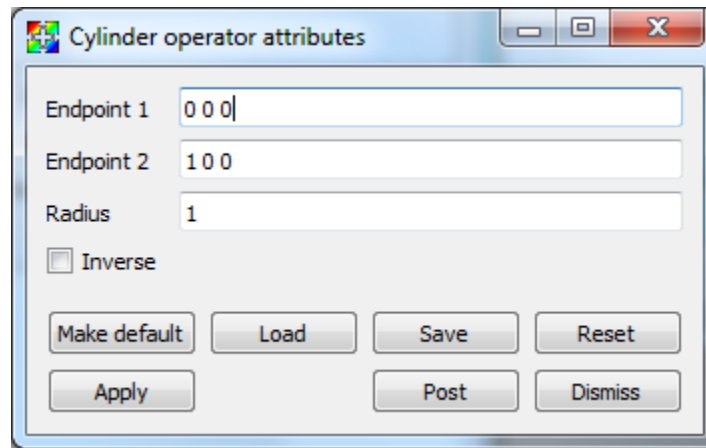 Cylinder operator attributes
Endpoint 1 0 0 0
Endpoint 2 1 0 0
Radius 1
Inverse
Make default Load Save Reset
Apply Post Dismiss